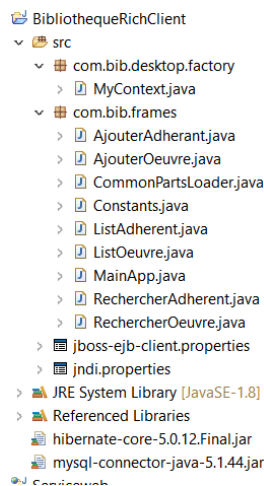 BibliothequeRichClient
src
com.bib.desktop.factory
MyContext.java
com.bib.frames
AjouterAdherant.java
AjouterOeuvre.java
CommonPartsLoader.java
Constants.java
ListAdherent.java
ListOeuvre.java
MainApp.java
RechercherAdherent.java
RechercherOeuvre.java
jboss-ejb-client.properties
jndi.properties
JRE System Library [JavaSE-1.8]
Referenced Libraries
hibernate-core-5.0.12.Final.jar
mysql-connector-java-5.1.44.jar
Serviceweb